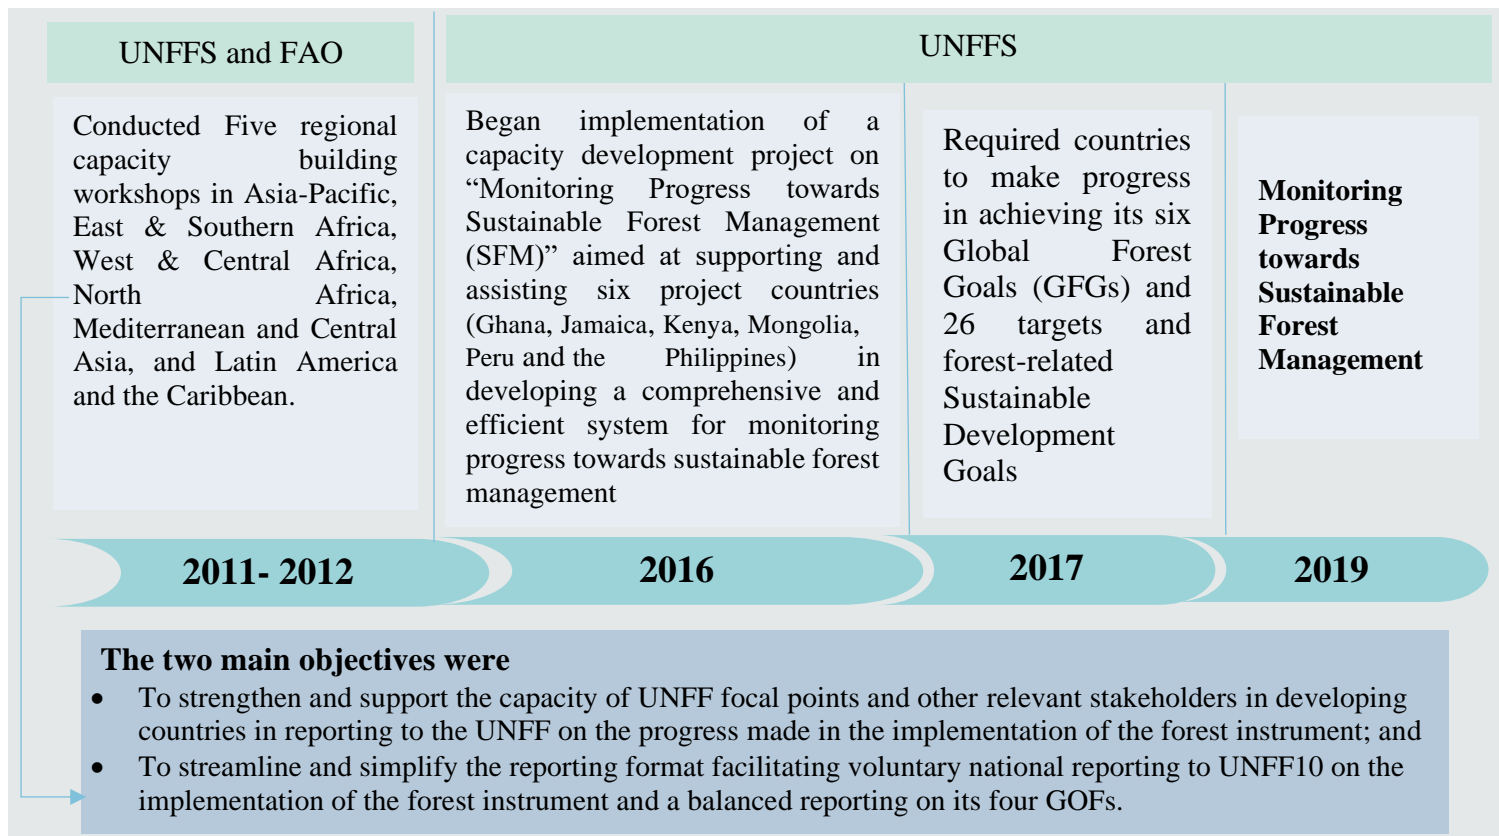 UNFFS and FAO
Conducted Five regional
capacity building
workshops in Asia-Pacific,
East & Southern Africa,
West & Central Africa,
North Africa,
Mediterranean and Central
Asia, and Latin America
and the Caribbean.
UNFFS
Began implementation of a
capacity development project on
“Monitoring Progress towards
Sustainable Forest Management
(SFM)” aimed at supporting and
assisting six project countries
(Ghana, Jamaica, Kenya, Mongolia,
Peru and the Philippines) in
developing a comprehensive and
efficient system for monitoring
progress towards sustainable forest
management
Required countries
to make progress
in achieving its six
Global Forest
Goals (GFGs) and
26 targets and
forest-related
Sustainable
Development
Goals
Monitoring
Progress
towards
Sustainable
Forest
Management
2011- 2012
2016
2017
2019
The two main objectives were
• To strengthen and support the capacity of UNFF focal points and other relevant stakeholders in developing
countries in reporting to the UNFF on the progress made in the implementation of the forest instrument; and
• To streamline and simplify the reporting format facilitating voluntary national reporting to UNFF10 on the
implementation of the forest instrument and a balanced reporting on its four GOFs.